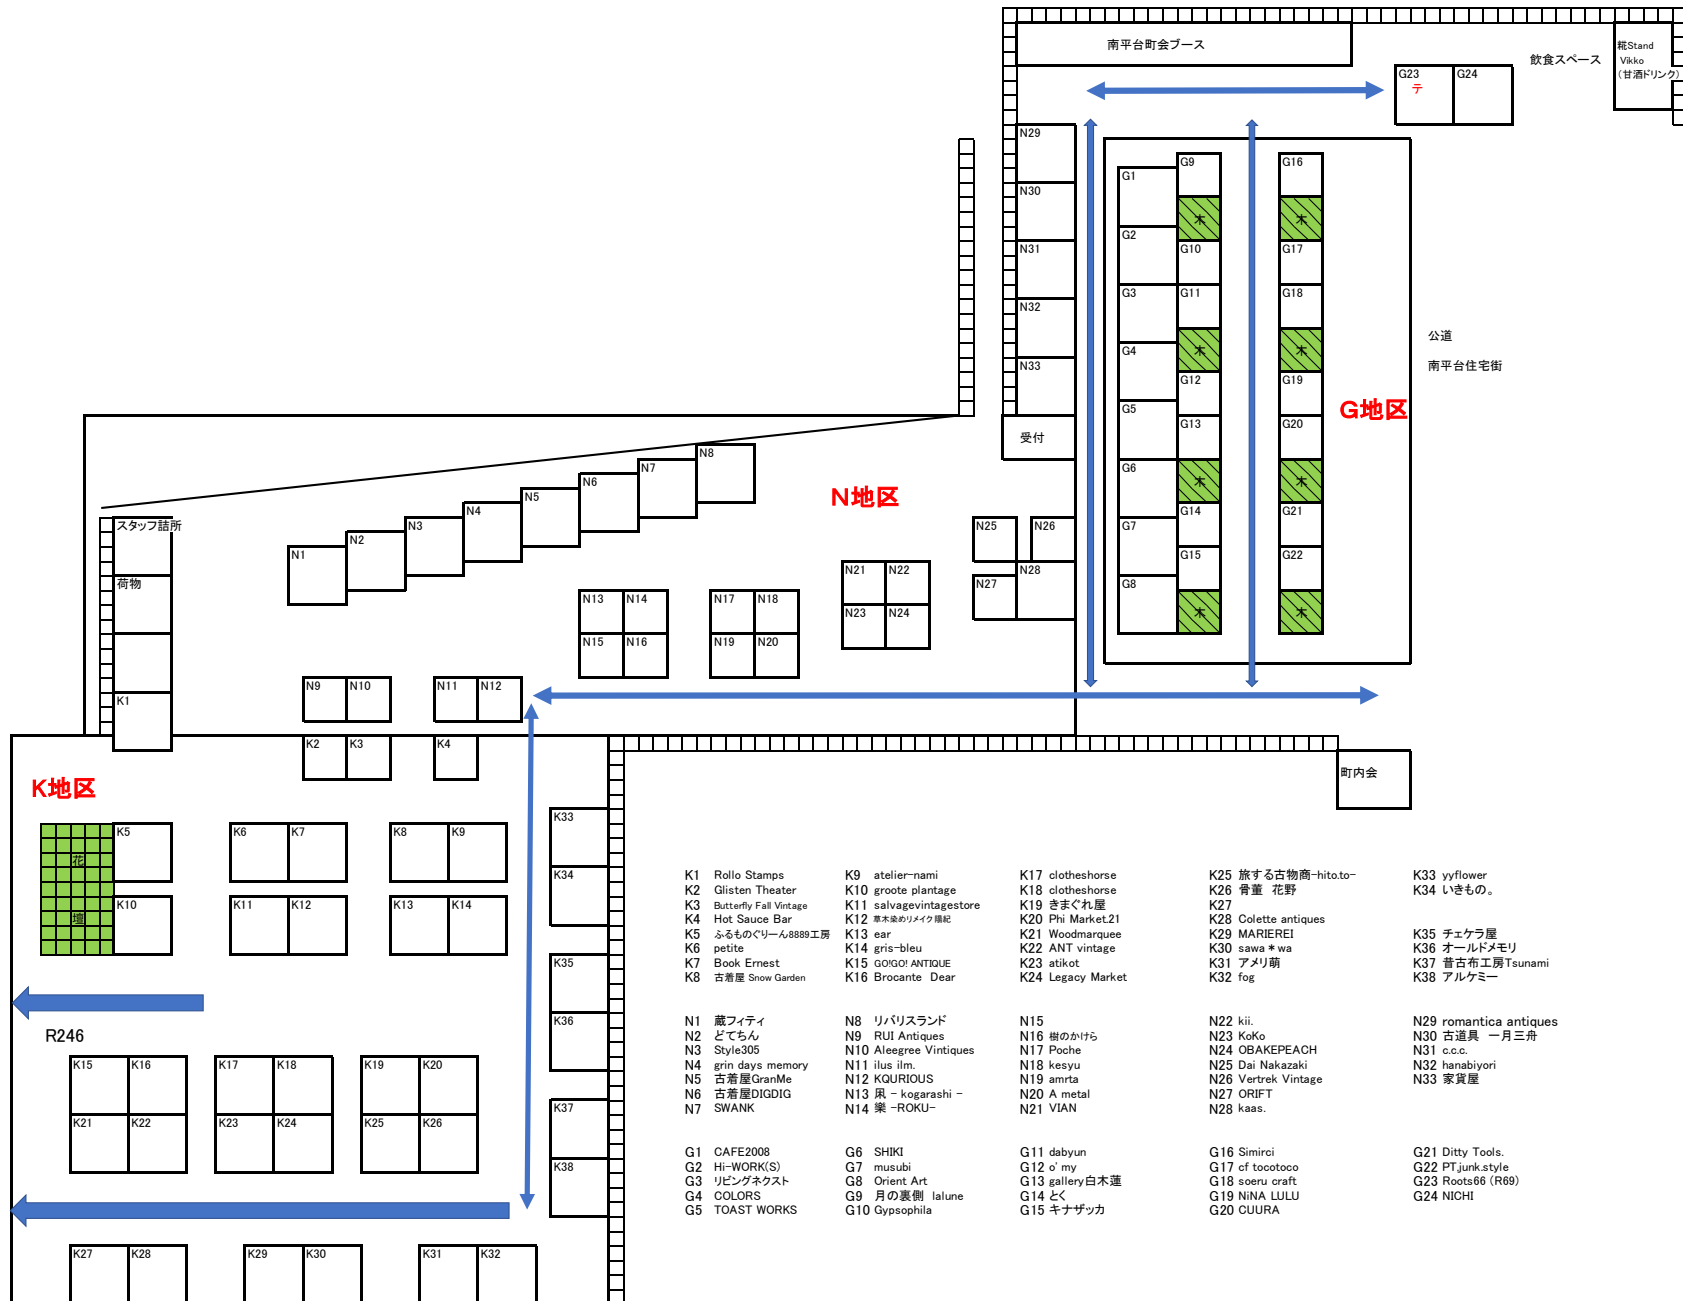 南平台町会ブース
飲食スペース
糀Stand
Vikko
(甘酒ドリンク)
G23
テ
G24
N29
N30
N31
N32
N33
受付
G1
G2
G3
G4
G5
G6
G7
G8
G9
木
G10
G11
木
G12
G13
木
G14
G15
木
G16
木
G17
G18
木
G19
G20
木
G21
G22
木
公道
南平台住宅街
G地区
N地区
スタッフ詰所
荷物
K1
N1
N2
N3
N4
N5
N6
N7
N8
N9
N10
N11
N12
N13
N14
N15
N16
N17
N18
N19
N20
N21
N22
N23
N24
N25
N26
N27
N28
K2
K3
K4
K地区
町内会
花
壇
K5
K6
K7
K8
K9
K10
K11
K12
K13
K14
K33
K34
K35
K36
K37
K38
R246
K15
K16
K17
K18
K19
K20
K21
K22
K23
K24
K25
K26
K27
K28
K29
K30
K31
K32
K1 Rollo Stamps
K2 Glisten Theater
K3 Butterfly Fall Vintage
K4 Hot Sauce Bar
K5 ふるものぐりーん8889工房
K6 petite
K7 Book Ernest
K8 古着屋 Snow Garden
K9 atelier-nami
K10 groote plantage
K11 salvagevintagestore
K12 草木染めリメイク陽紀
K13 ear
K14 gris-bleu
K15 GO!GO! ANTIQUE
K16 Brocante Dear
K17 clotheshorse
K18 clotheshorse
K19 きまぐれ屋
K20 Phi Market.21
K21 Woodmarquee
K22 ANT vintage
K23 atikot
K24 Legacy Market
K25 旅する古物商-hito.to-
K26 骨董 花野
K27
K28 Colette antiques
K29 MARIEREI
K30 sawa＊wa
K31 アメリ萌
K32 fog
K33 yyflower
K34 いきもの。
K35 チェケラ屋
K36 オールドメモリ
K37 昔古布工房Tsunami
K38 アルケミー
N1 蔵フィティ
N2 どてちん
N3 Style305
N4 grin days memory
N5 古着屋GranMe
N6 古着屋DIGDIG
N7 SWANK
N8 リバリスランド
N9 RUI Antiques
N10 Aleegree Vintiques
N11 ilus ilm.
N12 KQURIOUS
N13 凩 - kogarashi -
N14 樂 -ROKU-
N15
N16 樹のかけら
N17 Poche
N18 kesyu
N19 amrta
N20 A metal
N21 VIAN
N22 kii.
N23 KoKo
N24 OBAKEPEACH
N25 Dai Nakazaki
N26 Vertrek Vintage
N27 ORIFT
N28 kaas.
N29 romantica antiques
N30 古道具 一月三舟
N31 c.c.c.
N32 hanabiyori
N33 家貨屋
G1 CAFE2008
G2 Hi-WORK(S)
G3 リビングネクスト
G4 COLORS
G5 TOAST WORKS
G6 SHIKI
G7 musubi
G8 Orient Art
G9 月の裏側 lalune
G10 Gypsophila
G11 dabyun
G12 o' my
G13 gallery白木蓮
G14 とく
G15 キナザッカ
G16 Simirci
G17 cf tocotoco
G18 soeru craft
G19 NiNA LULU
G20 CUURA
G21 Ditty Tools.
G22 PT.junk.style
G23 Roots66 (R69)
G24 NICHI